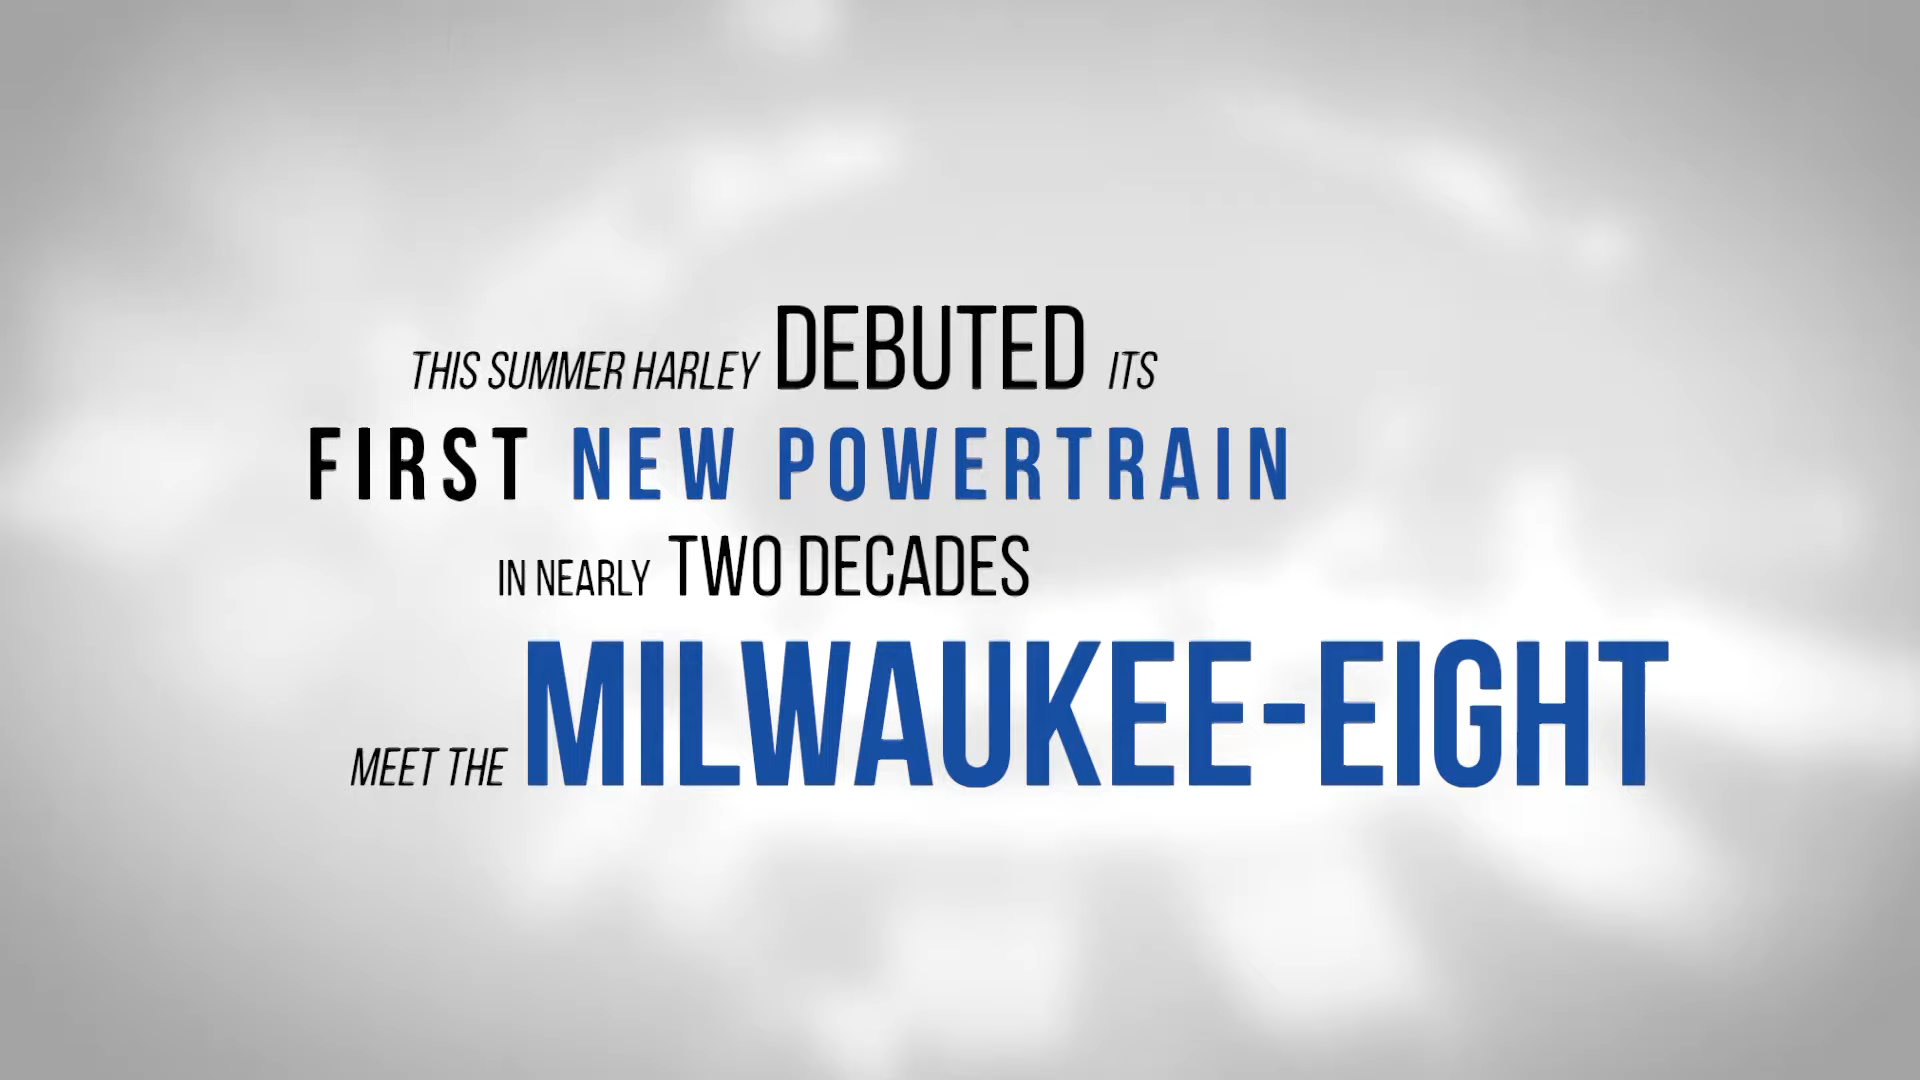 THIS SUMMER HARLEY DEBUTED ITS
FIRST NEW POWERTRAIN
IN NEARLY TWO DECADES
MEET THE MILWAUKEE-EIGHT